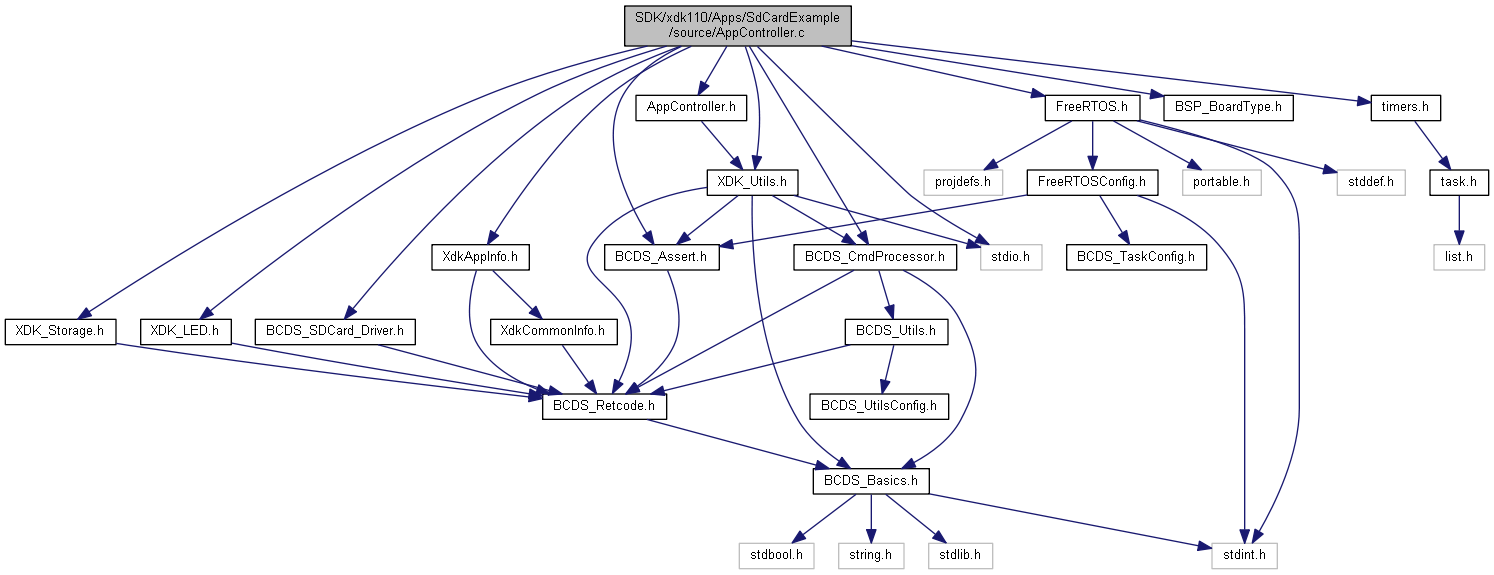 SDK/xdk110/Apps/SdCardExample
/source/AppController.c
AppController.h
FreeRTOS.h
BSP_BoardType.h
timers.h
XDK_Utils.h
projdefs.h
FreeRTOSConfig.h
portable.h
stddef.h
task.h
XdkAppInfo.h
BCDS_Assert.h
BCDS_CmdProcessor.h
stdio.h
BCDS_TaskConfig.h
list.h
XDK_Storage.h
XDK_LED.h
BCDS_SDCard_Driver.h
XdkCommonInfo.h
BCDS_Utils.h
BCDS_Retcode.h
BCDS_UtilsConfig.h
BCDS_Basics.h
stdbool.h
string.h
stdlib.h
stdint.h